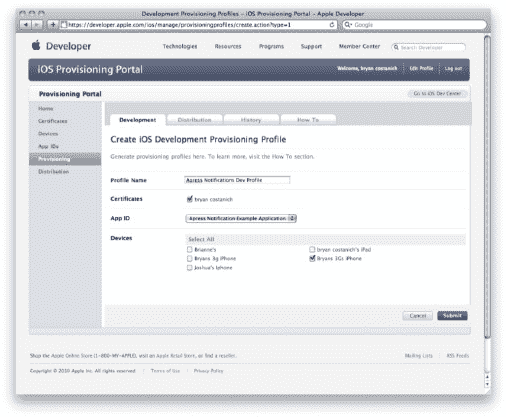 Development Provisioning Profiles – iOS Provisioning Portal – Apple Developer
https://developer.apple.com/ios/manage/provisioningprofiles/create.action?type=1
Google
Developer
Technologies Resources Programs Support Member Center Search Developer
iOS Provisioning Portal
Welcome, bryan costanich Edit Profile Log out
Provisioning Portal
Go to iOS Dev Center
Home
Certificates
Devices
App IDs
Provisioning
Distribution
Development Distribution History How To
Create iOS Development Provisioning Profile
Generate provisioning profiles here. To learn more, visit the How To section.
Profile Name Apress Notifications Dev Profile
Certificates bryan costanich
App ID Apress Notification Example Application
Devices Select All
Brianne's bryan costanich's iPad
Bryans 3g iPhone Bryans 3Gs iPhone
Joshua's Iphone
Cancel Submit
Shop the Apple Online Store (1-800-MY-APPLE), visit an Apple Retail Store, or find a reseller.
Mailing Lists RSS Feeds
Copyright © 2010 Apple Inc. All rights reserved. Terms of Use Privacy Policy